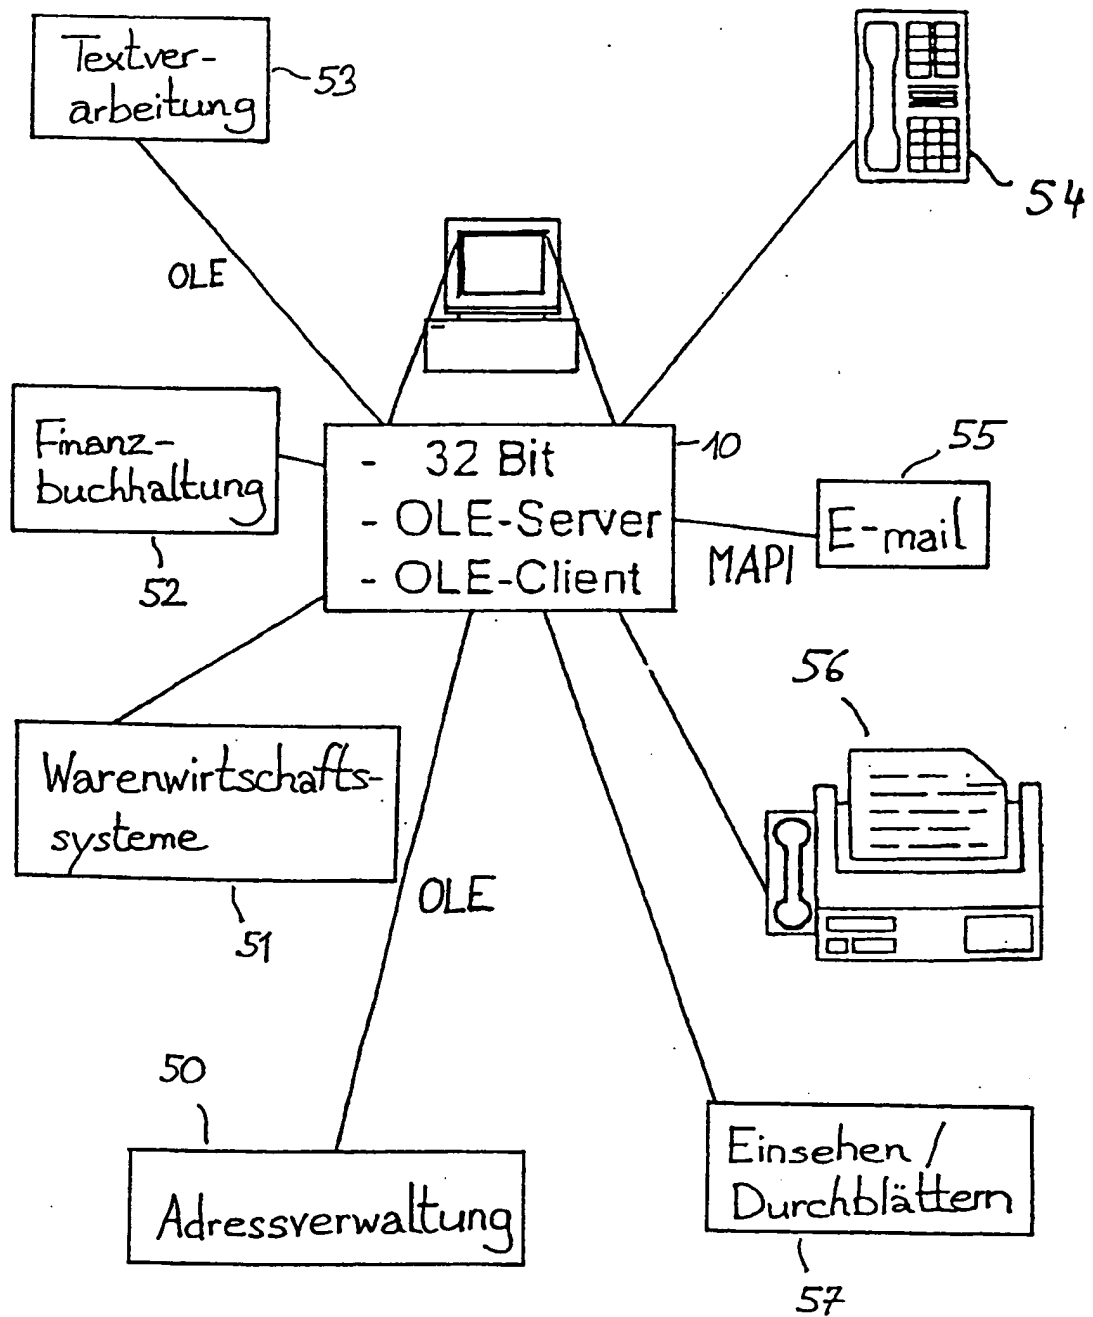 Textver-
arbeitung
53
54
OLE
10
- 32 Bit
- OLE-Server
- OLE-Client
Finanz-
buchhaltung
52
55
E-mail
MAPI
56
Warenwirtschafts-
systeme
51
OLE
50
Adressverwaltung
Einsehen /
Durchblättern
57